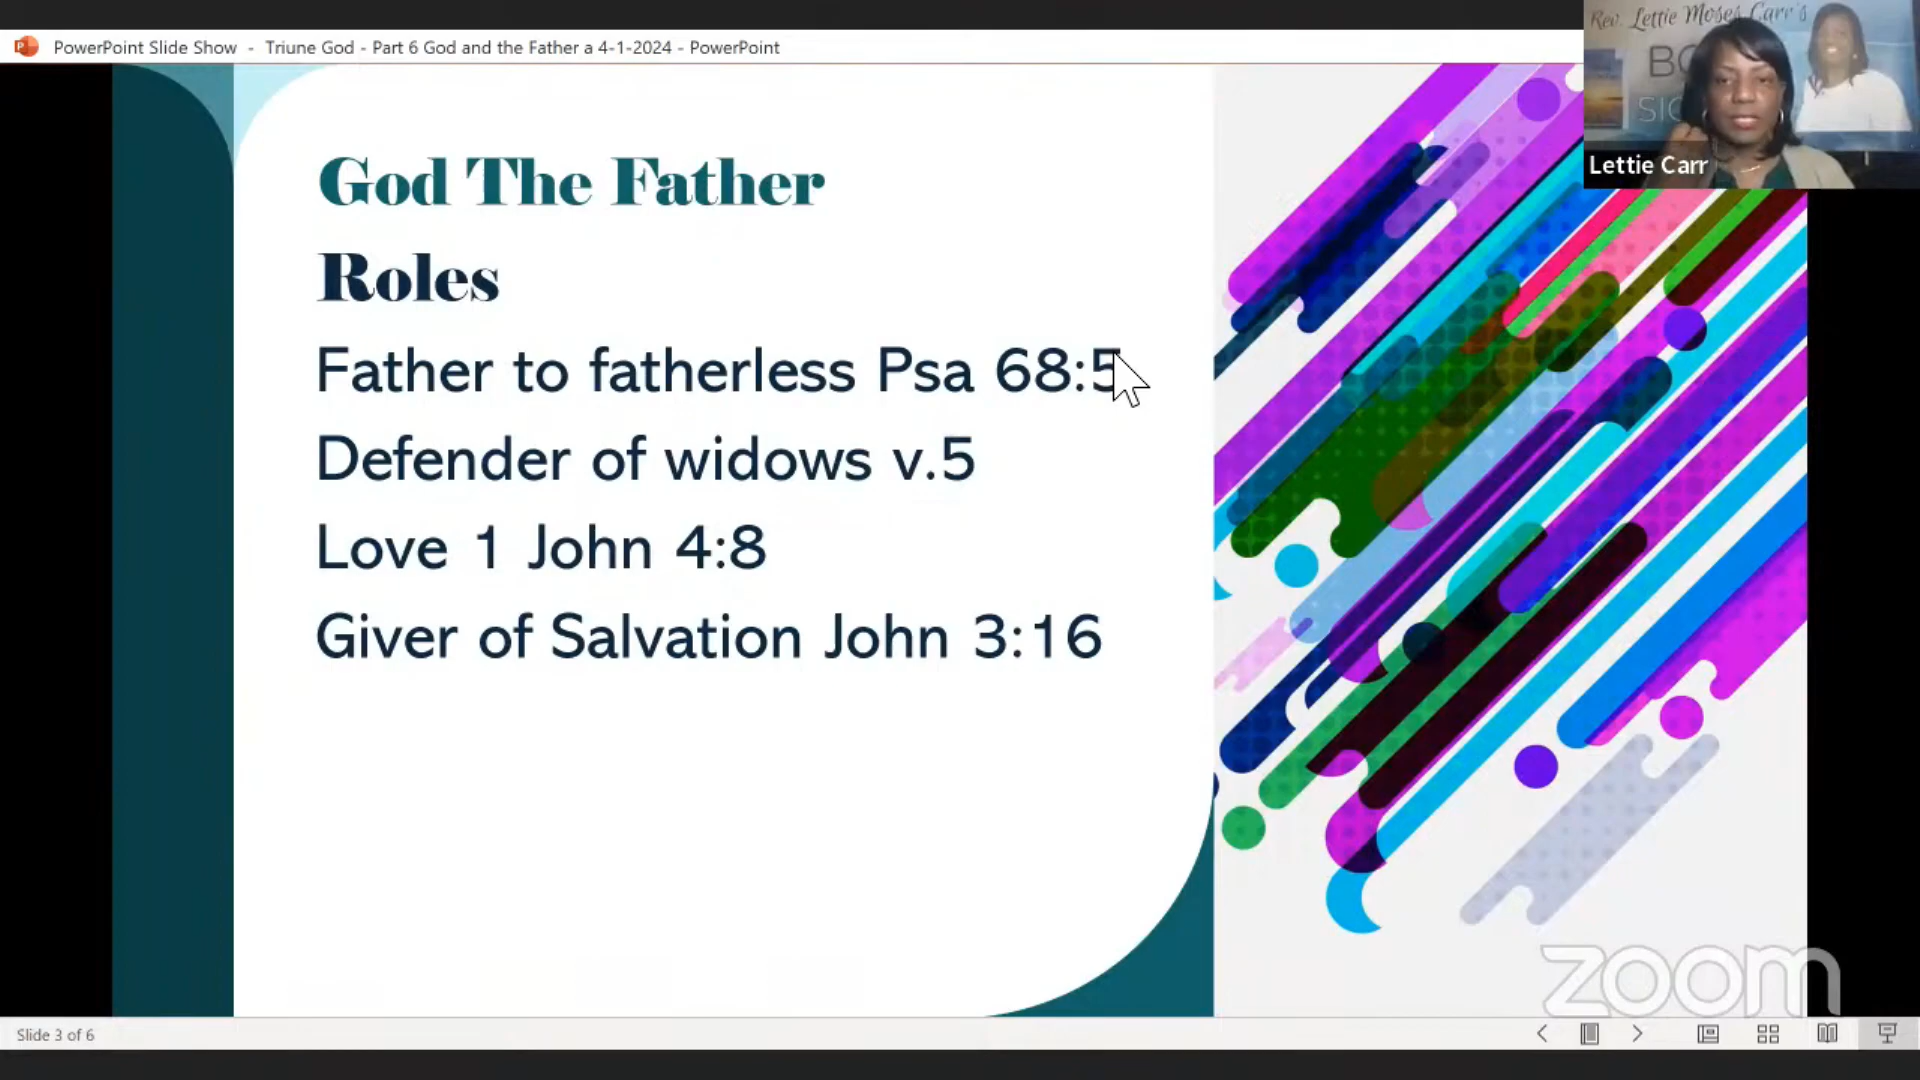 PowerPoint Slide Show - Triune God - Part 6 God and the Father a 4-1-2024 - PowerPoint
Rev. Lettie Moses Carr's
Lettie Carr
God The Father
Roles
Father to fatherless Psa 68:5
Defender of widows v.5
Love 1 John 4:8
Giver of Salvation John 3:16
zoom
Slide 3 of 6